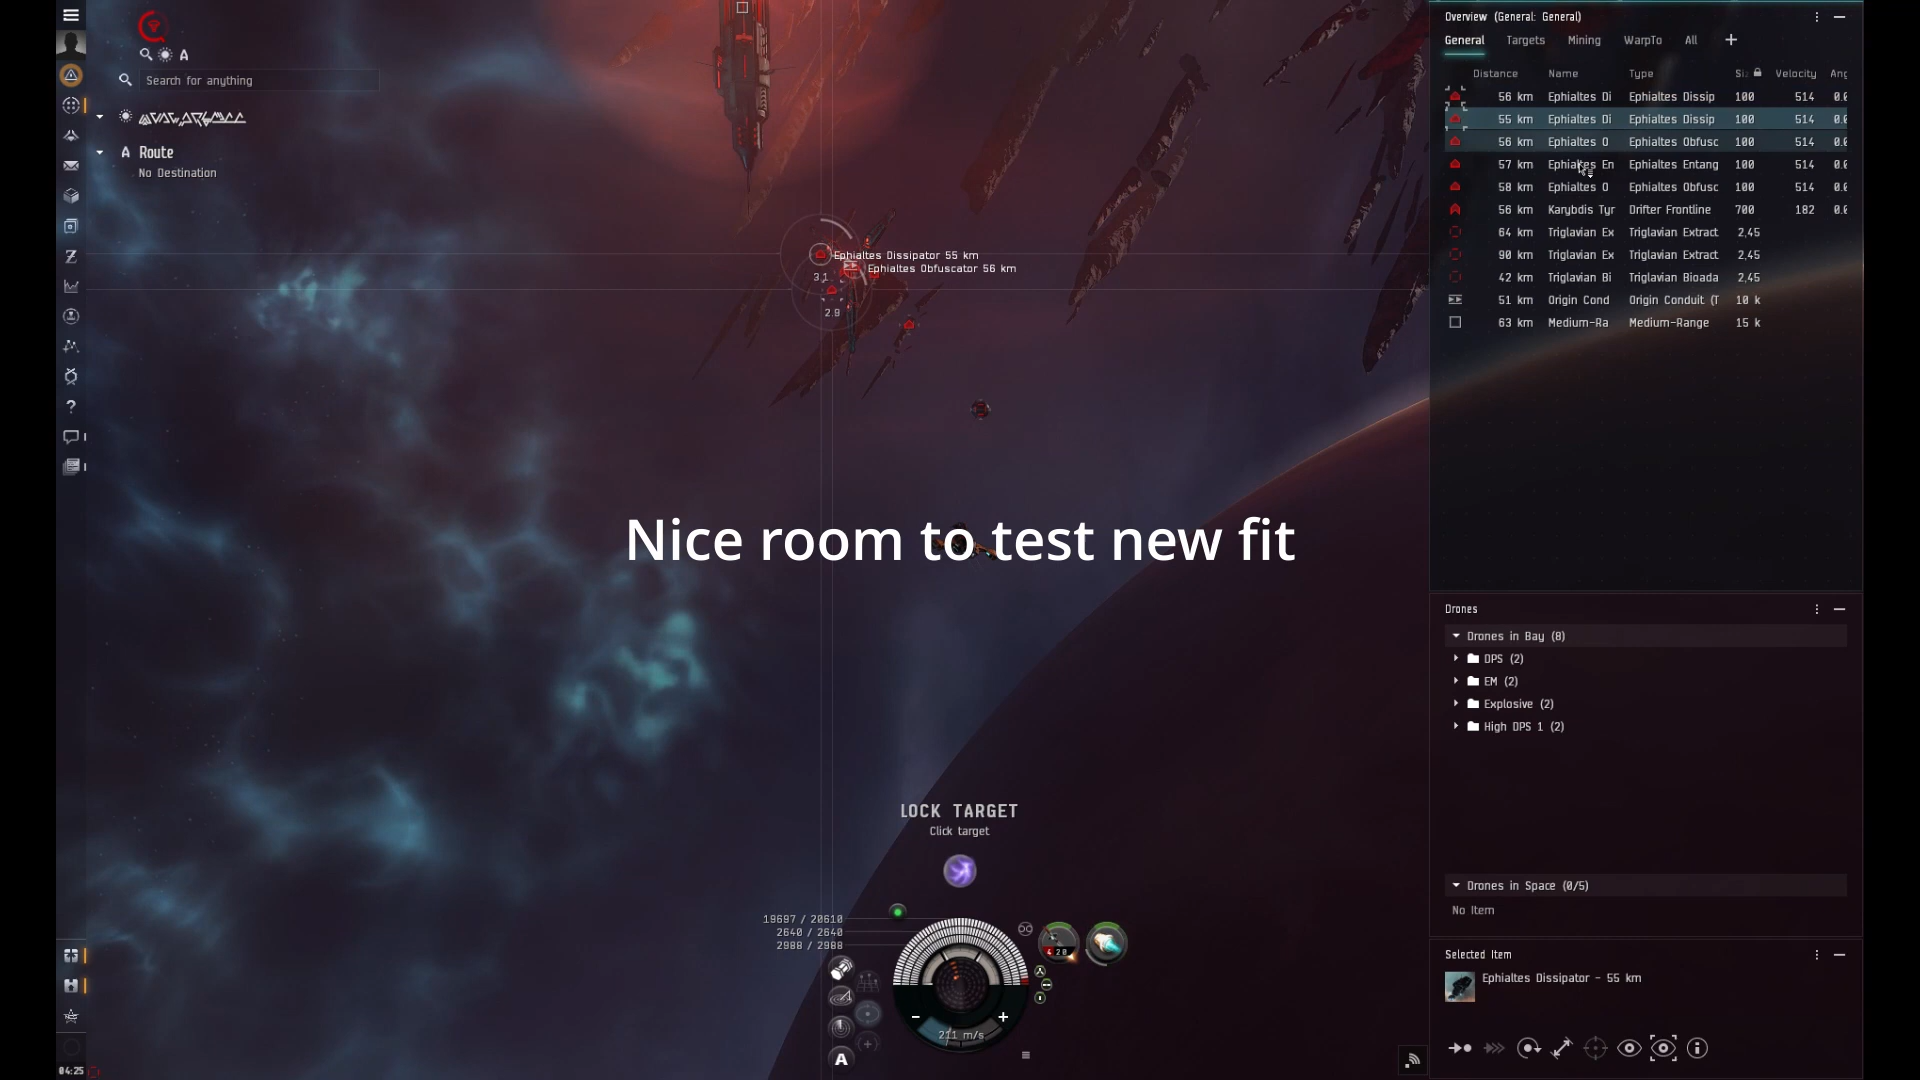 Search for anything
Route
No Destination
Ephialtes Dissipator 55 km
Ephialtes Obfuscator 56 km
3.1
2.9
Nice room to test new fit
LOCK TARGET
Click target
19697 / 20610
2640 / 2640
2988 / 2988
28
211 m/s
04:25
Overview (General: General)
General Targets Mining WarpTo All
Distance Name Type Velocity
56 km Ephialtes Di Ephialtes Dissip 100 514
55 km Ephialtes Di Ephialtes Dissip 100 514
56 km Ephialtes O Ephialtes Obfusc 100 514
57 km Ephialtes En Ephialtes Entang 100 514
58 km Ephialtes O Ephialtes Obfusc 100 514
56 km Karybdis Tyr Drifter Frontline 700 182
64 km Triglavian Ex Triglavian Extract 2,45
90 km Triglavian Ex Triglavian Extract 2,45
42 km Triglavian Bi Triglavian Bioada 2,45
51 km Origin Cond Origin Conduit (T 10 k
63 km Medium-Ra Medium-Range 15 k
Drones
Drones in Bay (8)
DPS (2)
EM (2)
Explosive (2)
High DPS 1 (2)
Drones in Space (0/5)
No Item
Selected Item
Ephialtes Dissipator - 55 km